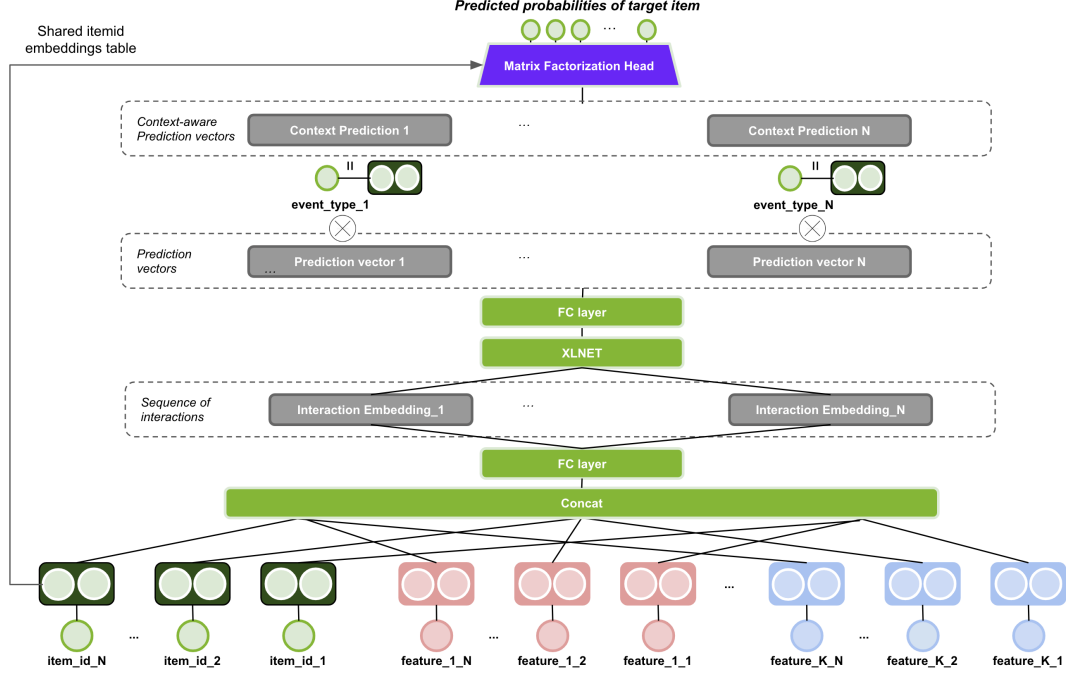 Predicted probabilities of target item
Shared itemid
embeddings table
...
Matrix Factorization Head
Context-aware
Prediction vectors
Context Prediction 1
...
Context Prediction N
II
II
event_type_1
event_type_N
Prediction
vectors
Prediction vector 1
...
...
Prediction vector N
FC layer
XLNET
Sequence of
interactions
Interaction Embedding_1
...
Interaction Embedding_N
FC layer
Concat
...
... ... ...
item_id_N item_id_2 item_id_1 feature_1_N feature_1_2 feature_1_1 feature_K_N feature_K_2 feature_K_1